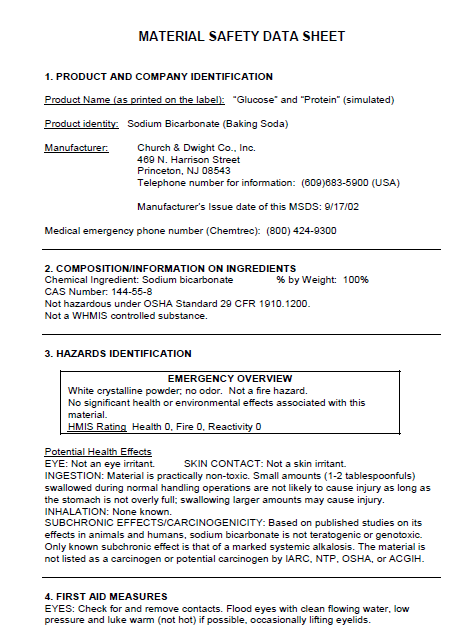 MATERIAL SAFETY DATA SHEET
1. PRODUCT AND COMPANY IDENTIFICATION
Product Name (as printed on the label): "Glucose" and "Protein" (simulated)
Product identity: Sodium Bicarbonate (Baking Soda)
Manufacturer: Church & Dwight Co., Inc.
469 N. Harrison Street
Princeton, NJ 08543
Telephone number for information: (609)683-5900 (USA)
Manufacturer's Issue date of this MSDS: 9/17/02
Medical emergency phone number (Chemtrec): (800) 424-9300
2. COMPOSITION/INFORMATION ON INGREDIENTS
Chemical Ingredient: Sodium bicarbonate % by Weight: 100%
CAS Number: 144-55-8
Not hazardous under OSHA Standard 29 CFR 1910.1200.
Not a WHMIS controlled substance.
3. HAZARDS IDENTIFICATION
EMERGENCY OVERVIEW
White crystalline powder; no odor. Not a fire hazard.
No significant health or environmental effects associated with this
material.
HMIS Rating Health 0, Fire 0, Reactivity 0
Potential Health Effects
EYE: Not an eye irritant. SKIN CONTACT: Not a skin irritant.
INGESTION: Material is practically non-toxic. Small amounts (1-2 tablespoonfuls)
swallowed during normal handling operations are not likely to cause injury as long as
the stomach is not overly full; swallowing larger amounts may cause injury.
INHALATION: None known.
SUBCHRONIC EFFECTS/CARCINOGENICITY: Based on published studies on its
effects in animals and humans, sodium bicarbonate is not teratogenic or genotoxic.
Only known subchronic effect is that of a marked systemic alkalosis. The material is
not listed as a carcinogen or potential carcinogen by IARC, NTP, OSHA, or ACGIH.
4. FIRST AID MEASURES
EYES: Check for and remove contacts. Flood eyes with clean flowing water, low
pressure and luke warm (not hot) if possible, occasionally lifting eyelids.